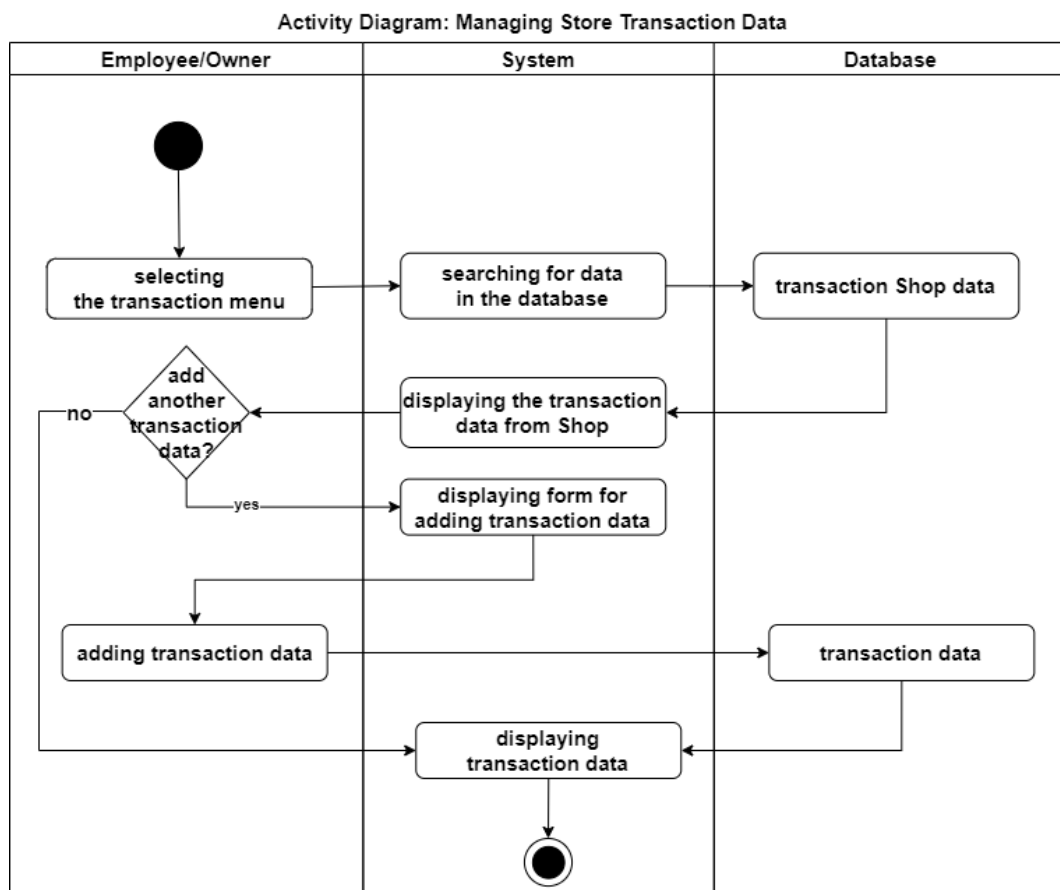 Activity Diagram: Managing Store Transaction Data
Employee/Owner
System
Database
selecting
the transaction menu
searching for data
in the database
transaction Shop data
add
another
transaction
data?
no
displaying the transaction
data from Shop
yes
displaying form for
adding transaction data
adding transaction data
transaction data
displaying
transaction data